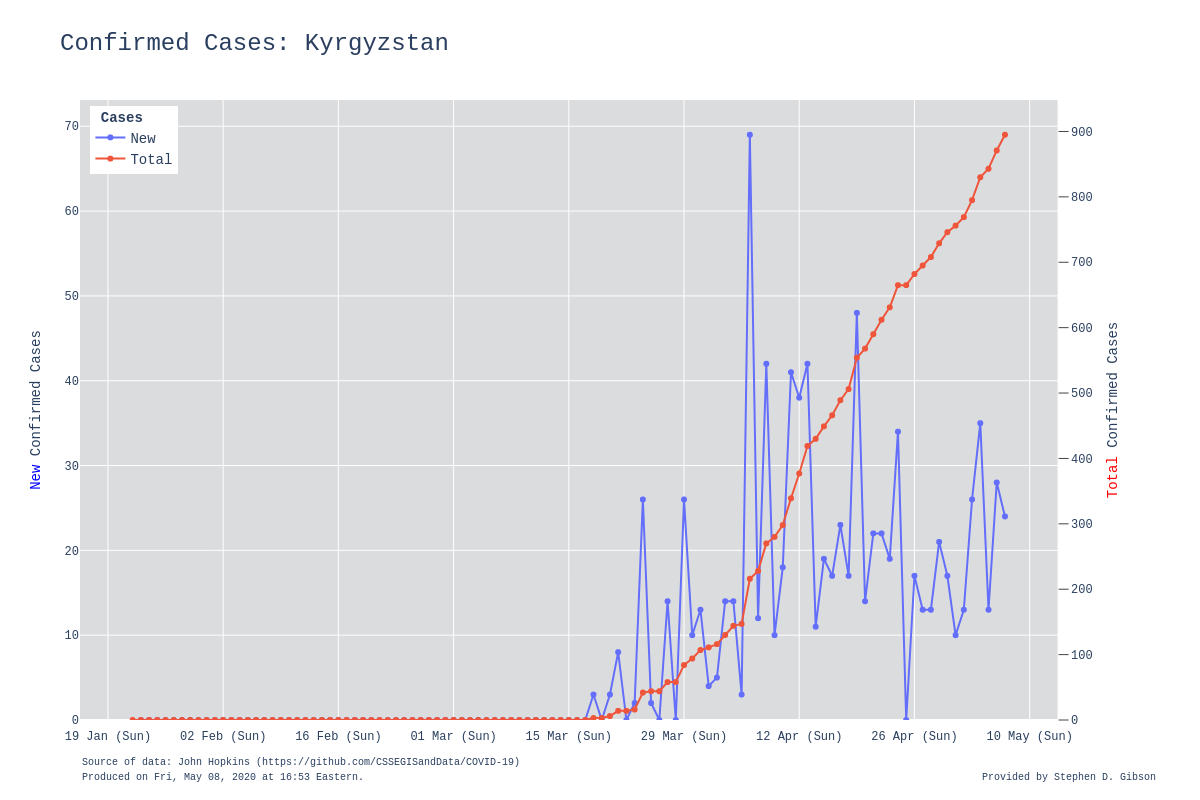 Confirmed Cases: Kyrgyzstan
Cases
New
Total
70
60
50
40
30
20
10
0
900
800
700
600
500
400
300
200
100
0
New Confirmed Cases
Total Confirmed Cases
19 Jan (Sun) 02 Feb (Sun) 16 Feb (Sun) 01 Mar (Sun) 15 Mar (Sun) 29 Mar (Sun) 12 Apr (Sun) 26 Apr (Sun) 10 May (Sun)
Source of data: John Hopkins (https://github.com/CSSEGISandData/COVID-19)
Produced on Fri, May 08, 2020 at 16:53 Eastern.
Provided by Stephen D. Gibson